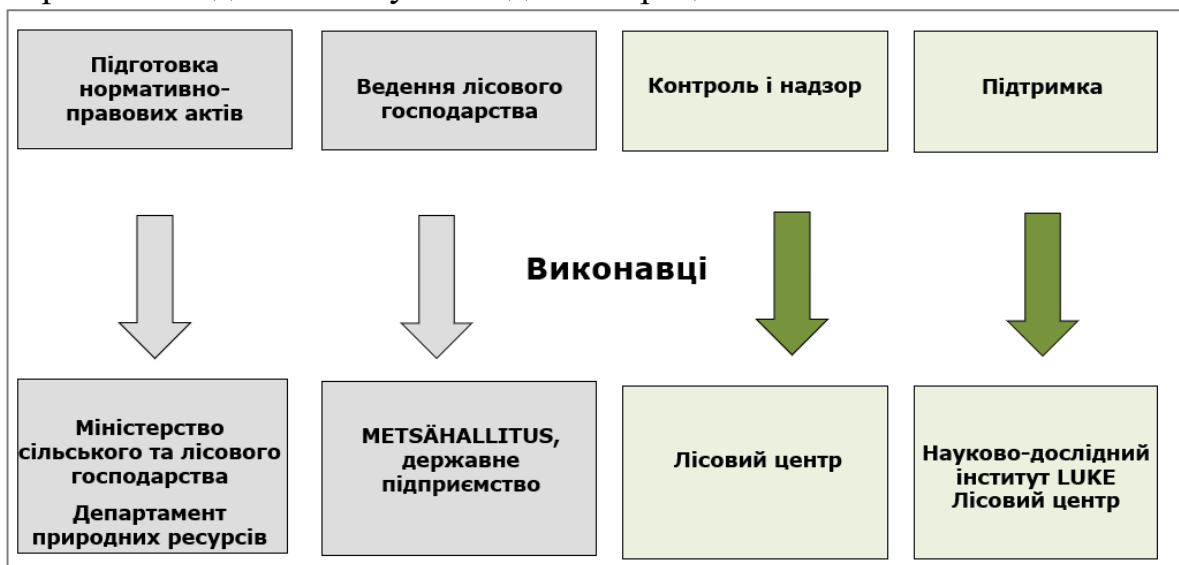 Підготовка
нормативно-
правових актів
Ведення лісового
господарства
Контроль і надзор
Підтримка
Виконавці
Міністерство
сільського та лісового
господарства
Департамент
природних ресурсів
METSÄHALLITUS,
державне
підприємство
Лісовий центр
Науково-дослідний
інститут LUKE
Лісовий центр